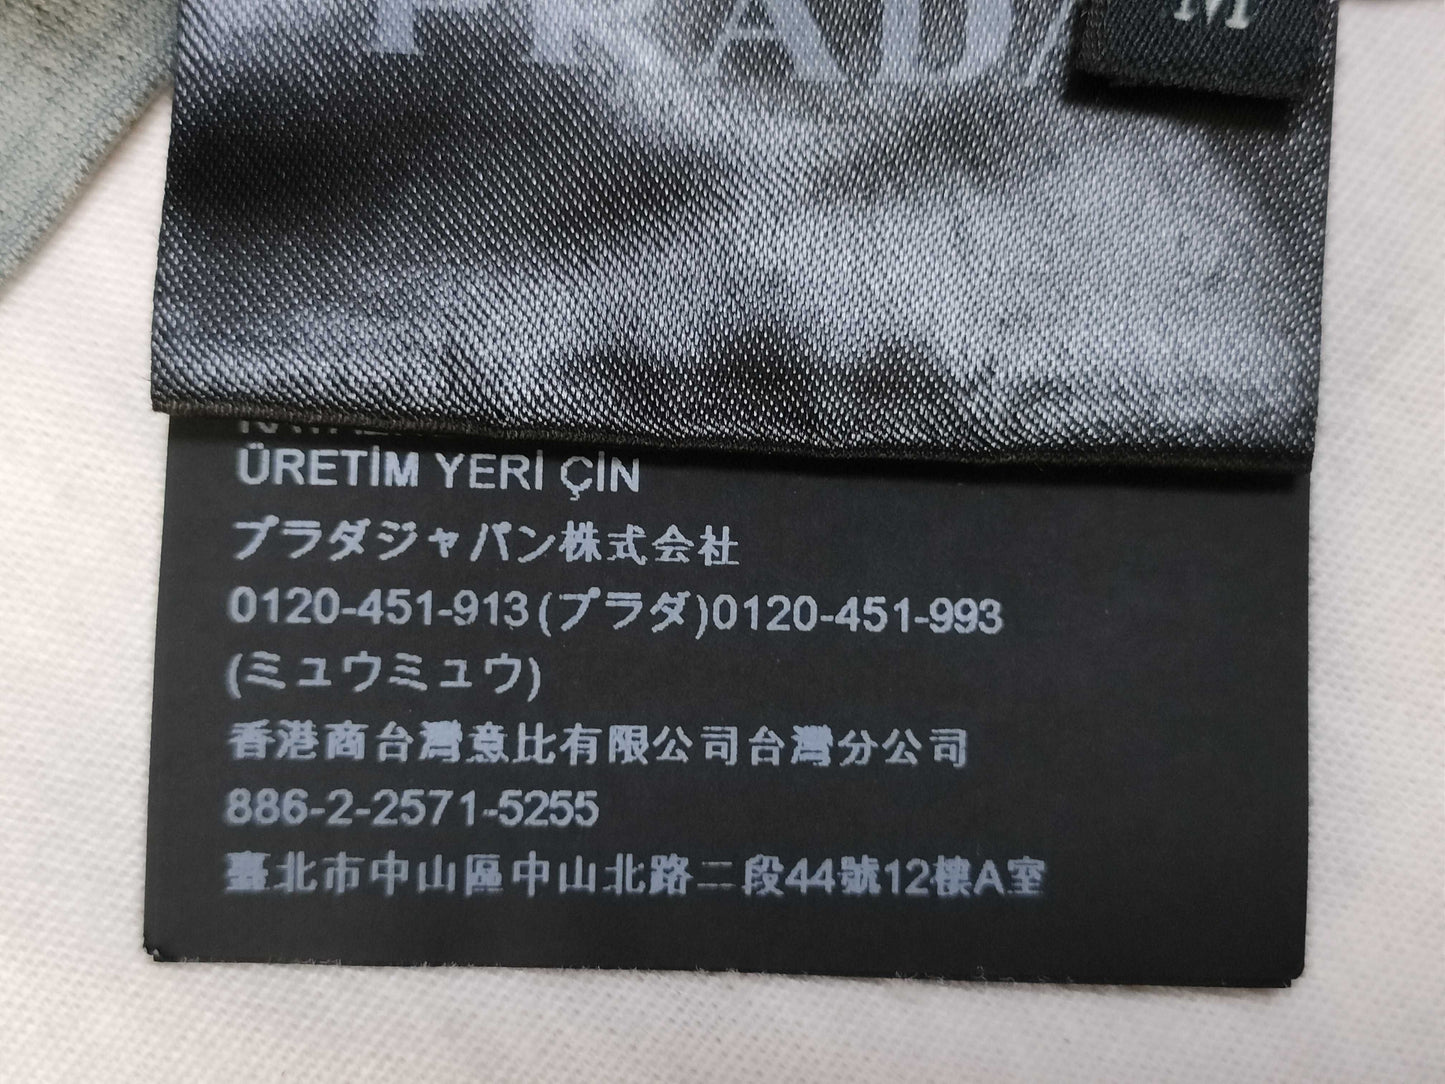 PRADA
M
ÜRETİM YERİ ÇİN
プラダジャパン株式会社
0120-451-913(プラダ)0120-451-993
(ミュウミュウ)
香港商台灣意比有限公司台灣分公司
886-2-2571-5255
臺北市中山區中山北路二段44號12樓A室